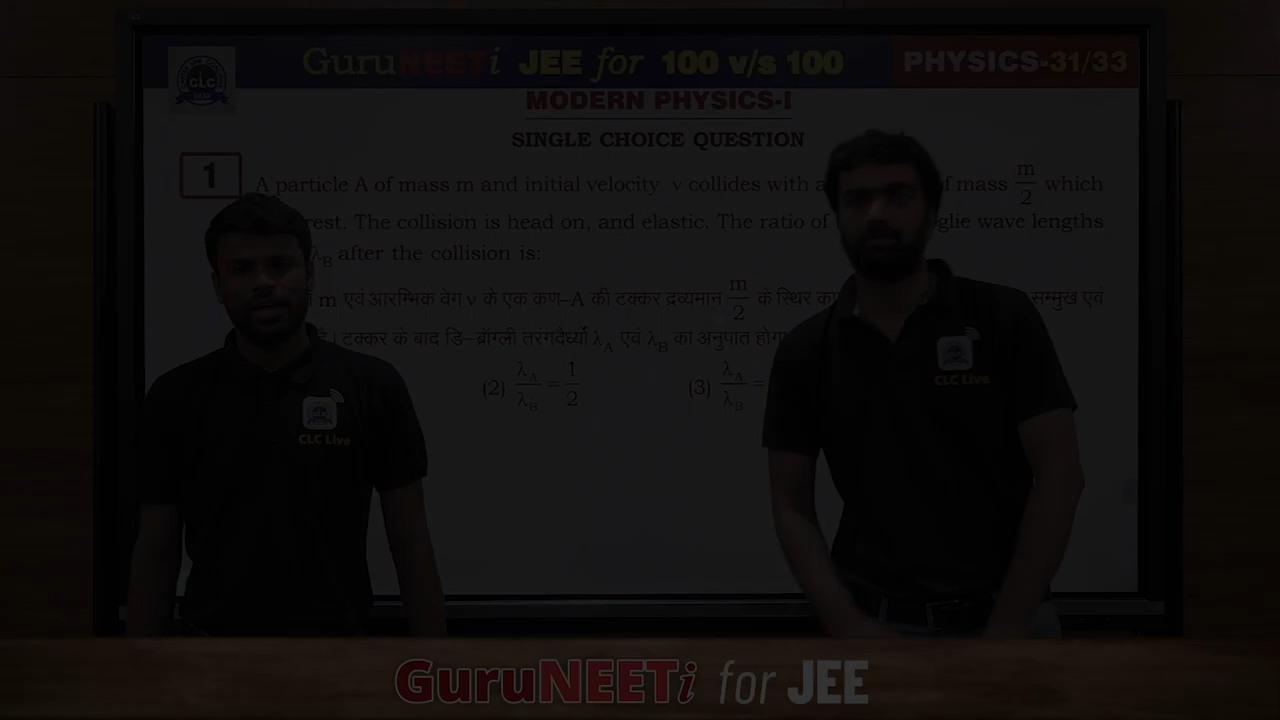 GuruNEETi JEE for 100 v/s 100 PHYSICS-31/33
CLC
MODERN PHYSICS-I
SINGLE CHOICE QUESTION
1 A particle A of mass m and initial velocity v collides with a of mass m/2 which
rest. The collision is head on, and elastic. The ratio of glie wave lengths
λB after the collision is:
m एवं आरम्भिक वेग v के एक कण–A की टक्कर द्रव्यमान m/2 के स्थिर सम्मुख एवं
है। टक्कर के बाद डि–ब्रॉग्ली तरंगदैर्ध्यों λA एवं λB का अनुपात होगा
(2) λA/λB = 1/2 (3) λA/λB =
CLC Live
CLC Live
GuruNEETi for JEE